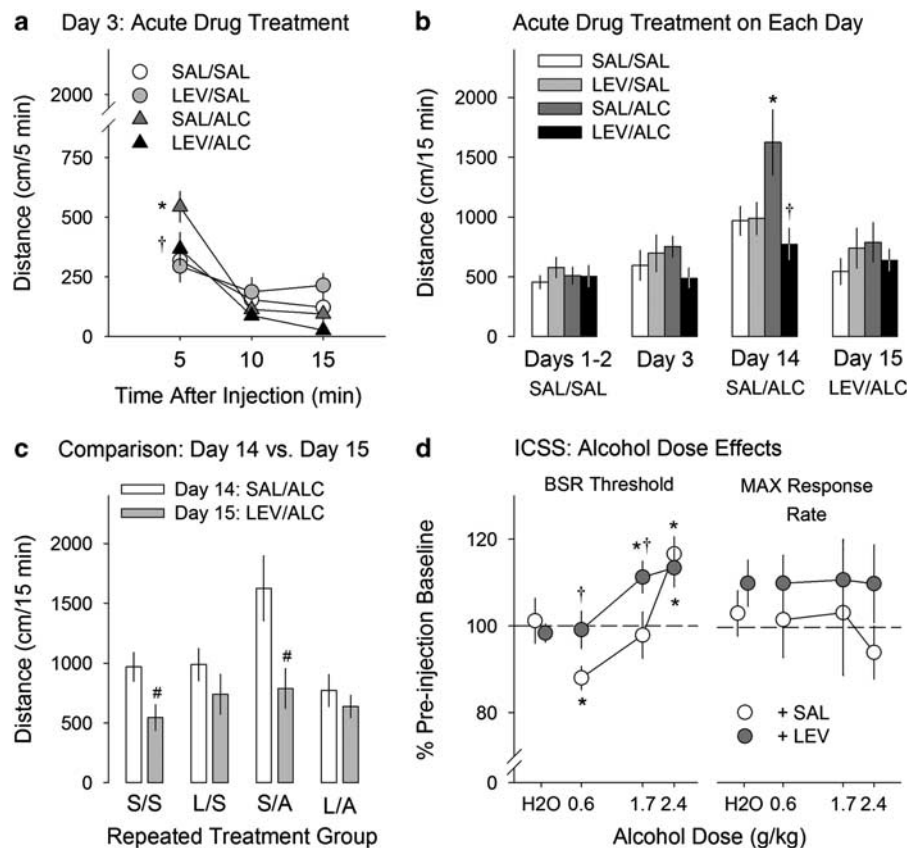 a Day 3: Acute Drug Treatment
Distance (cm/5 min)
2000
750
500
250
0
SAL/SAL
LEV/SAL
SAL/ALC
LEV/ALC
*
†
5 10 15
Time After Injection (min)
b Acute Drug Treatment on Each Day
Distance (cm/15 min)
2000
1500
1000
500
0
SAL/SAL
LEV/SAL
SAL/ALC
LEV/ALC
*
†
Days 1-2 Day 3 Day 14 Day 15
SAL/SAL SAL/ALC LEV/ALC
c Comparison: Day 14 vs. Day 15
Day 14: SAL/ALC
Day 15: LEV/ALC
Distance (cm/15 min)
2000
1500
1000
500
0
#
#
S/S L/S S/A L/A
Repeated Treatment Group
d ICSS: Alcohol Dose Effects
BSR Threshold
MAX Response
Rate
% Pre-injection Baseline
120
100
80
0
†
*
*†
*
*
+ SAL
+ LEV
H2O 0.6 1.7 2.4 H2O 0.6 1.7 2.4
Alcohol Dose (g/kg)